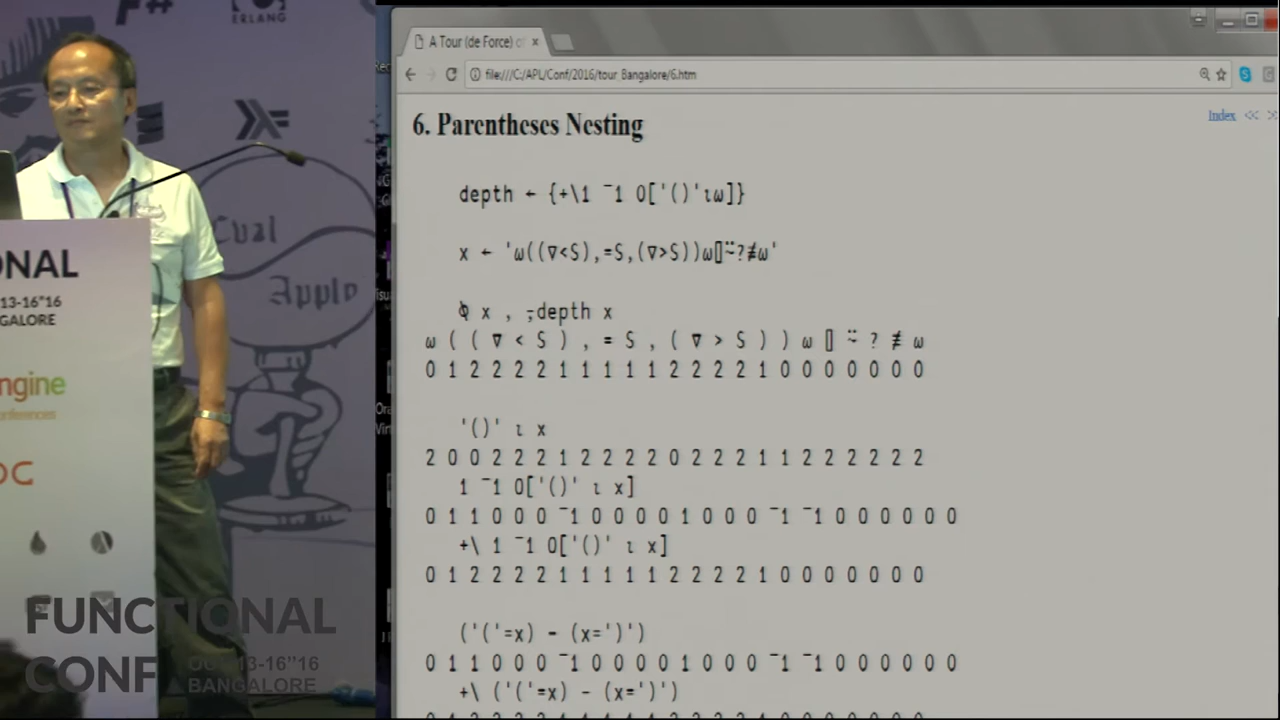 F#
ERLANG
Eval
Apply
ONAL
13-16"16
GALORE
ngine
onferences
DC
FUNCTIONAL
CONF
OCT 13-16"16
BANGALORE
A Tour (de Force) of
file:///C:/APL/Conf/2016/tour Bangalore/6.htm
Index << >
6. Parentheses Nesting
depth ← {+\1 ¯1 0['()'⍳⍵]}
x ← '⍵((∇<S),=S,(∇>S))⍵⌷⍨?≢⍵'
⍉ x ,⍪depth x
⍵ ( ( ∇ < S ) , = S , ( ∇ > S ) ) ⍵ ⌷ ⍨ ? ≢ ⍵
0 1 2 2 2 2 1 1 1 1 1 2 2 2 2 1 0 0 0 0 0 0 0
'()' ⍳ x
2 0 0 2 2 2 1 2 2 2 2 0 2 2 2 1 1 2 2 2 2 2 2
1 ¯1 0['()' ⍳ x]
0 1 1 0 0 0 ¯1 0 0 0 0 1 0 0 0 ¯1 ¯1 0 0 0 0 0 0
+\ 1 ¯1 0['()' ⍳ x]
0 1 2 2 2 2 1 1 1 1 1 2 2 2 2 1 0 0 0 0 0 0 0
('('=x) - (x=')')
0 1 1 0 0 0 ¯1 0 0 0 0 1 0 0 0 ¯1 ¯1 0 0 0 0 0 0
+\ ('('=x) - (x=')')